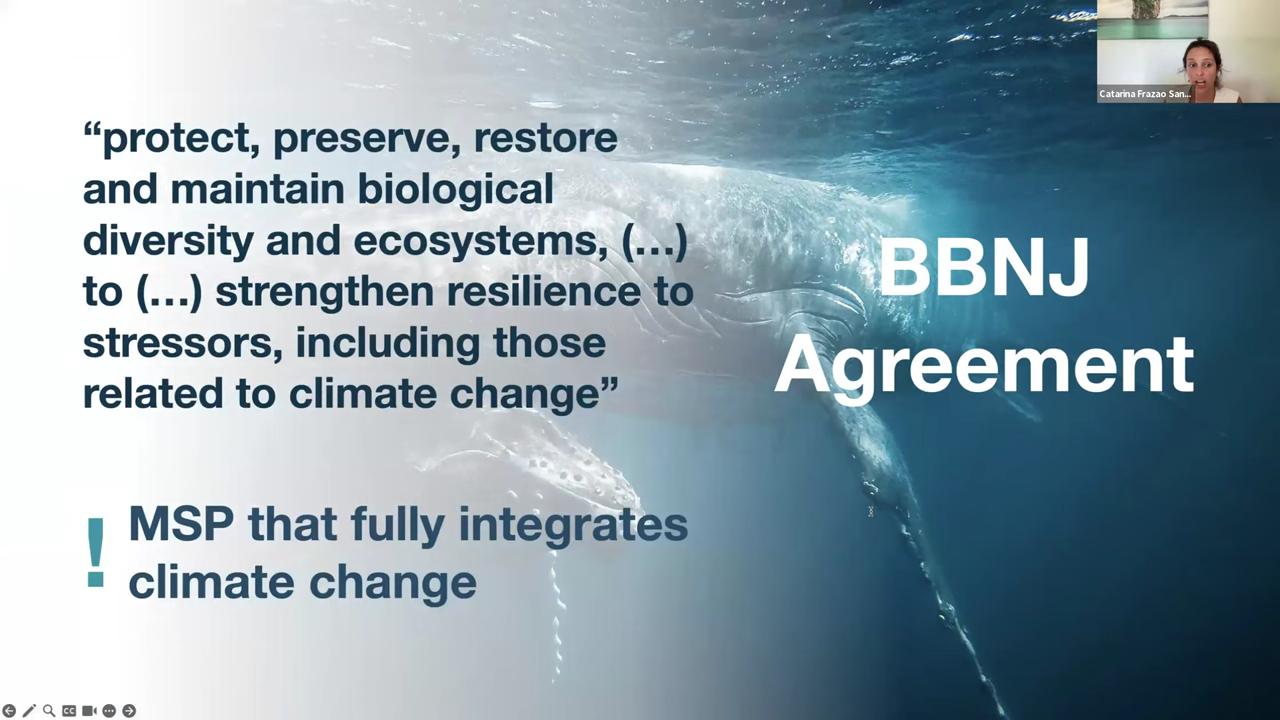 Catarina Frazao San...
“protect, preserve, restore
and maintain biological
diversity and ecosystems, (...)
to (...) strengthen resilience to
stressors, including those
related to climate change”
BBNJ
Agreement
! MSP that fully integrates
climate change
CC